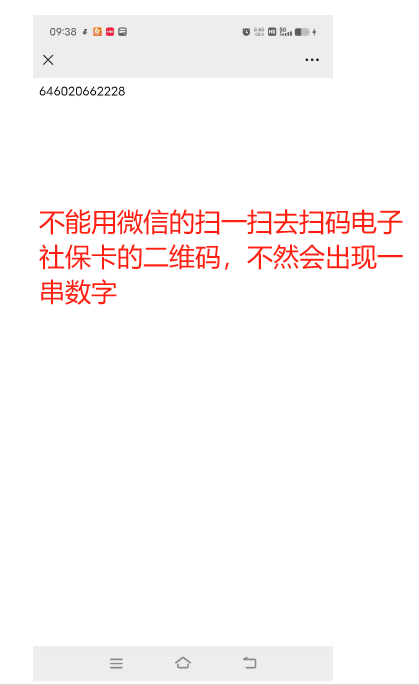 09:38
646020662228
不能用微信的扫一扫去扫码电子
社保卡的二维码，不然会出现一
串数字